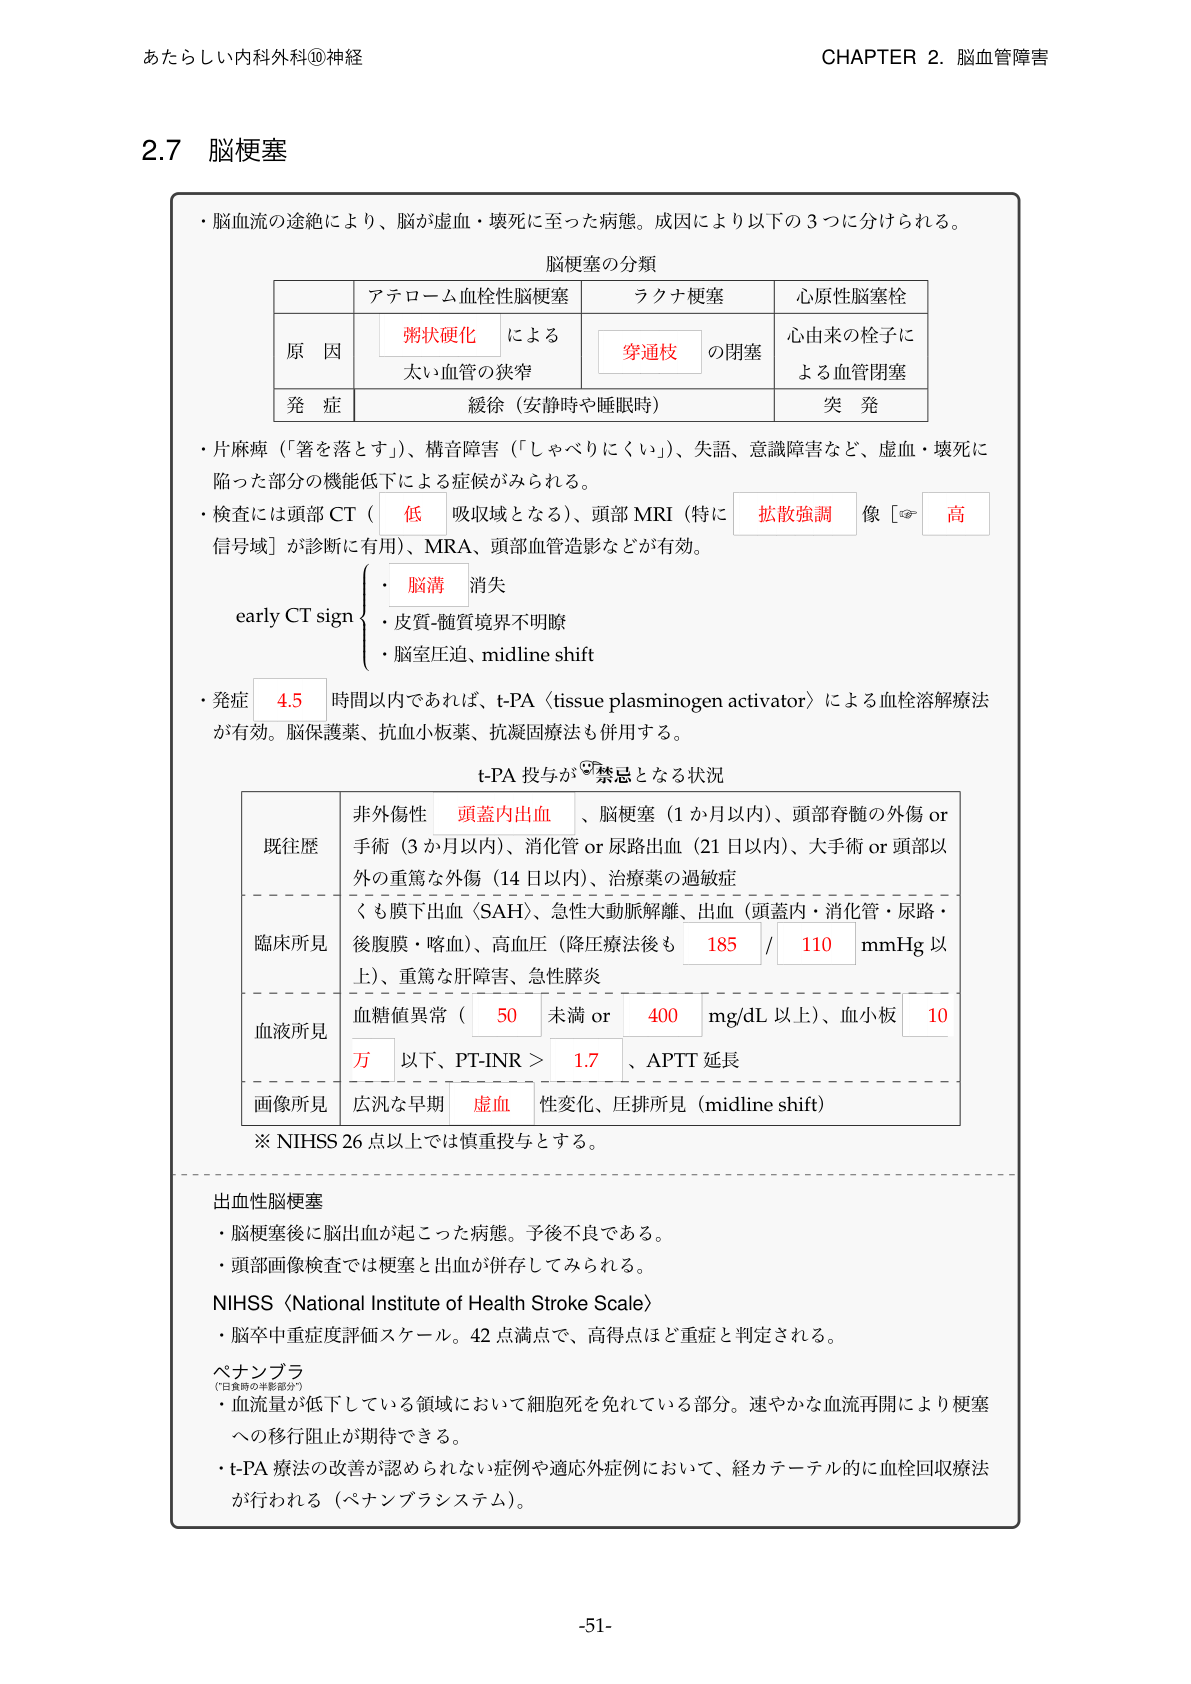 あたらしい内科外科⑩神経
CHAPTER 2. 脳血管障害
2.7 脳梗塞
・脳血流の途絶により、脳が虚血・壊死に至った病態。成因により以下の 3 つに分けられる。
脳梗塞の分類
アテローム血栓性脳梗塞 ラクナ梗塞 心原性脳塞栓
原 因 粥状硬化 による 太い血管の狭窄 穿通枝 の閉塞 心由来の栓子に よる血管閉塞
発 症 緩徐（安静時や睡眠時） 突 発
・片麻痺（「箸を落とす」）、構音障害（「しゃべりにくい」）、失語、意識障害など、虚血・壊死に
陥った部分の機能低下による症候がみられる。
・検査には頭部 CT（ 低 吸収域となる）、頭部 MRI（特に 拡散強調 像［☞ 高
信号域］が診断に有用）、MRA、頭部血管造影などが有効。
early CT sign
・ 脳溝 消失
・皮質-髄質境界不明瞭
・脳室圧迫、midline shift
・発症 4.5 時間以内であれば、t-PA〈tissue plasminogen activator〉による血栓溶解療法
が有効。脳保護薬、抗血小板薬、抗凝固療法も併用する。
t-PA 投与が禁忌となる状況
既往歴
非外傷性 頭蓋内出血 、脳梗塞（1 か月以内）、頭部脊髄の外傷 or
手術（3 か月以内）、消化管 or 尿路出血（21 日以内）、大手術 or 頭部以
外の重篤な外傷（14 日以内）、治療薬の過敏症
臨床所見
くも膜下出血〈SAH〉、急性大動脈解離、出血（頭蓋内・消化管・尿路・
後腹膜・喀血）、高血圧（降圧療法後も 185 / 110 mmHg 以
上）、重篤な肝障害、急性膵炎
血液所見
血糖値異常（ 50 未満 or 400 mg/dL 以上）、血小板 10
万 以下、PT-INR > 1.7 、APTT 延長
画像所見 広汎な早期 虚血 性変化、圧排所見（midline shift）
※ NIHSS 26 点以上では慎重投与とする。
出血性脳梗塞
・脳梗塞後に脳出血が起こった病態。予後不良である。
・頭部画像検査では梗塞と出血が併存してみられる。
NIHSS〈National Institute of Health Stroke Scale〉
・脳卒中重症度評価スケール。42 点満点で、高得点ほど重症と判定される。
ペナンブラ
("日食時の半影部分")
・血流量が低下している領域において細胞死を免れている部分。速やかな血流再開により梗塞
への移行阻止が期待できる。
・t-PA 療法の改善が認められない症例や適応外症例において、経カテーテル的に血栓回収療法
が行われる（ペナンブラシステム）。
-51-